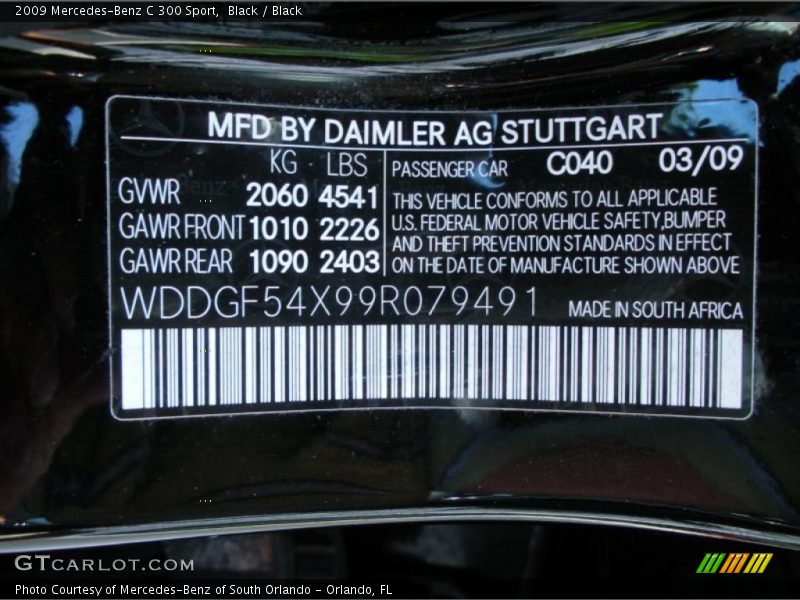 2009 Mercedes-Benz C 300 Sport,  Black / Black
MFD BY DAIMLER AG STUTTGART
KG LBS
GVWR 2060 4541
GAWR FRONT 1010 2226
GAWR REAR 1090 2403
PASSENGER CAR C040 03/09
THIS VEHICLE CONFORMS TO ALL APPLICABLE
U.S. FEDERAL MOTOR VEHICLE SAFETY,BUMPER
AND THEFT PREVENTION STANDARDS IN EFFECT
ON THE DATE OF MANUFACTURE SHOWN ABOVE
WDDGF54X99R079491
MADE IN SOUTH AFRICA
GTCARLOT.COM
Photo Courtesy of Mercedes-Benz of South Orlando - Orlando, FL